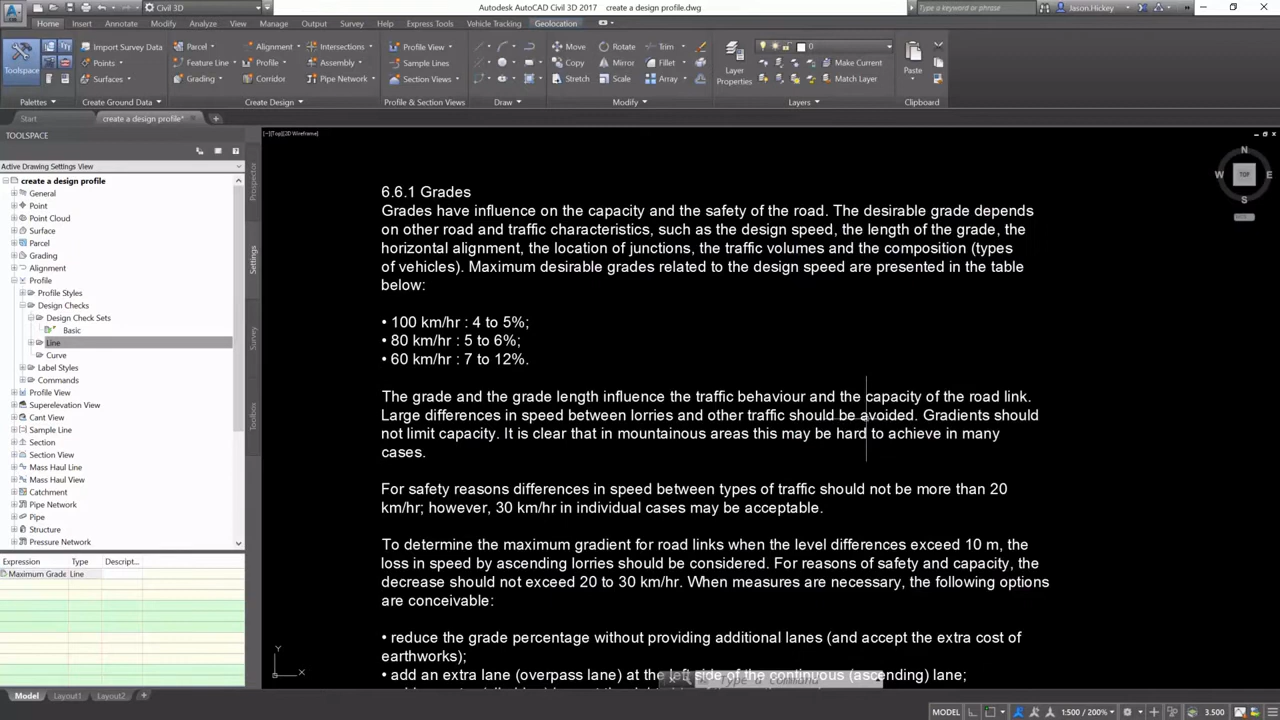 Civil 3D
Autodesk AutoCAD Civil 3D 2017 create a design profile.dwg
Type a keyword or phrase
Jason.Hickey
Home Insert Annotate Modify Analyze View Manage Output Survey Express Tools Vehicle Tracking Geolocation
Toolspace
Import Survey Data
Points
Surfaces
Parcel
Feature Line
Grading
Alignment
Profile
Corridor
Intersections
Assembly
Pipe Network
Profile View
Sample Lines
Section Views
Move
Copy
Stretch
Rotate
Mirror
Scale
Trim
Fillet
Array
Layer
Properties
0
Make Current
Match Layer
Paste
Palettes Create Ground Data Create Design Profile & Section Views Draw Modify Layers Clipboard
Start create a design profile*
TOOLSPACE
Active Drawing Settings View
create a design profile
General
Point
Point Cloud
Surface
Parcel
Grading
Alignment
Profile
Profile Styles
Design Checks
Design Check Sets
Basic
Line
Curve
Label Styles
Commands
Profile View
Superelevation View
Cant View
Sample Line
Section
Section View
Mass Haul Line
Mass Haul View
Catchment
Pipe Network
Pipe
Structure
Pressure Network
Expression Type Descript...
Maximum Grade Line
Prospector
Settings
Survey
Toolbox
[−][Top][2D Wireframe]
N
W TOP E
S
6.6.1 Grades
Grades have influence on the capacity and the safety of the road. The desirable grade depends
on other road and traffic characteristics, such as the design speed, the length of the grade, the
horizontal alignment, the location of junctions, the traffic volumes and the composition (types
of vehicles). Maximum desirable grades related to the design speed are presented in the table
below:
• 100 km/hr : 4 to 5%;
• 80 km/hr : 5 to 6%;
• 60 km/hr : 7 to 12%.
The grade and the grade length influence the traffic behaviour and the capacity of the road link.
Large differences in speed between lorries and other traffic should be avoided. Gradients should
not limit capacity. It is clear that in mountainous areas this may be hard to achieve in many
cases.
For safety reasons differences in speed between types of traffic should not be more than 20
km/hr; however, 30 km/hr in individual cases may be acceptable.
To determine the maximum gradient for road links when the level differences exceed 10 m, the
loss in speed by ascending lorries should be considered. For reasons of safety and capacity, the
decrease should not exceed 20 to 30 km/hr. When measures are necessary, the following options
are conceivable:
• reduce the grade percentage without providing additional lanes (and accept the extra cost of
earthworks);
• add an extra lane (overpass lane) at the left side of the continuous (ascending) lane;
Type a command
Y
X
Model Layout1 Layout2
MODEL 1:500 / 200% 3.500